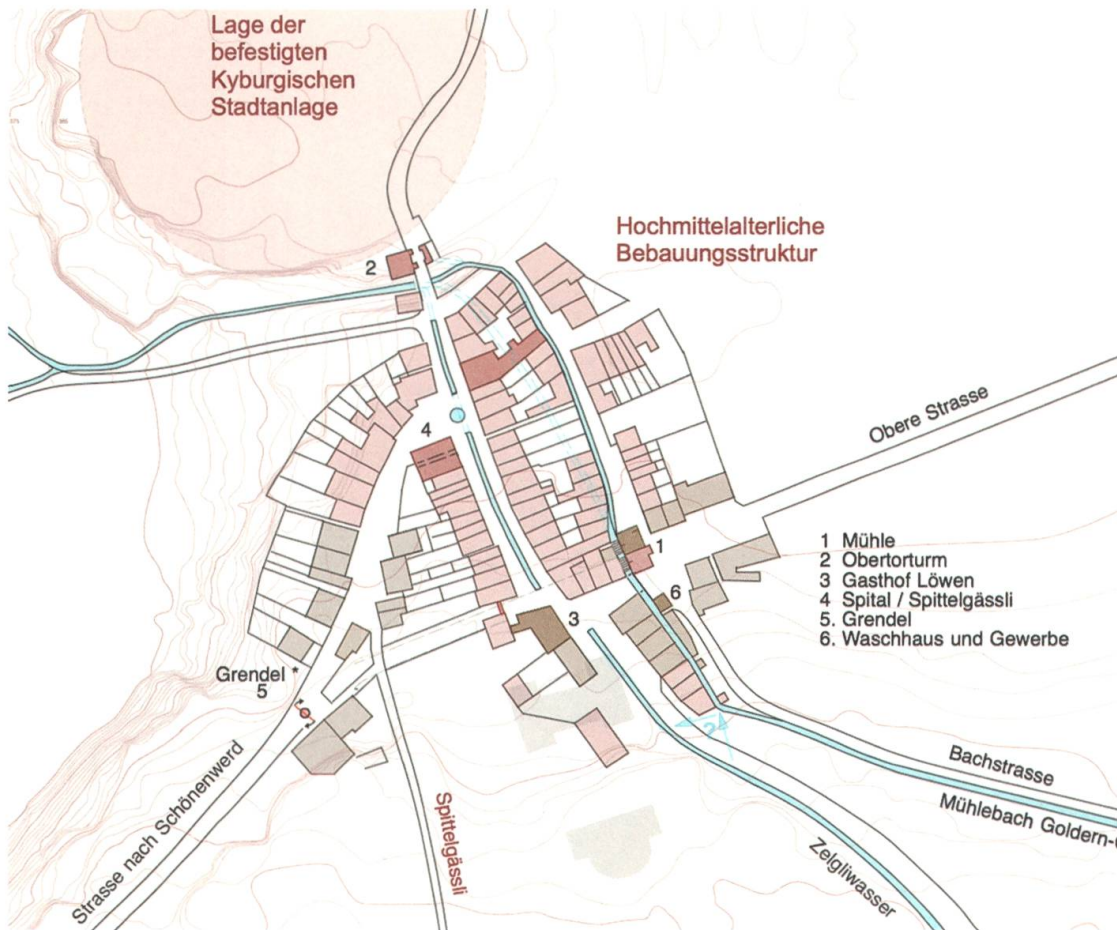 Lage der
befestigten
Kyburgischen
Stadtanlage
Hochmittelalterliche
Bebauungsstruktur
2
4
Obere Strasse
1
1 Mühle
2 Obertorturm
3 Gasthof Löwen
4 Spital / Spittelgässli
5. Grendel
6. Waschhaus und Gewerbe
6
3
Grendel *
5
?
Bachstrasse
Mühlebach Goldern-
Strasse nach Schönenwerd
Spittelgässli
Zelgliwasser